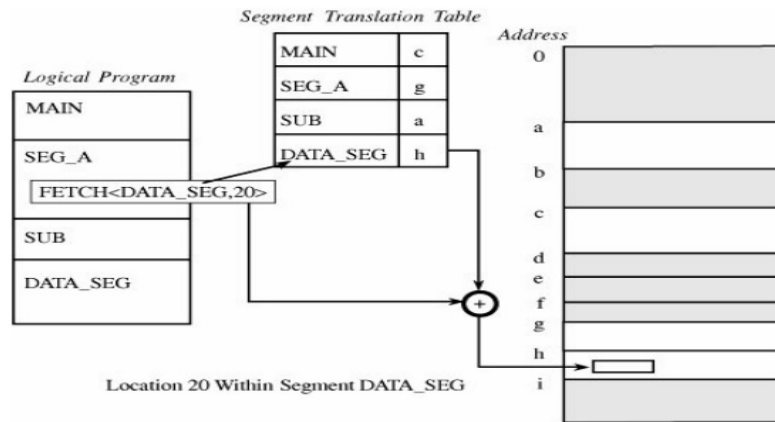 Segment Translation Table
Address
Logical Program
MAIN c
SEG_A g
SUB a
DATA_SEG h
MAIN
SEG_A
FETCH<DATA_SEG,20>
SUB
DATA_SEG
+
0
a
b
c
d
e
f
g
h
i
Location 20 Within Segment DATA_SEG